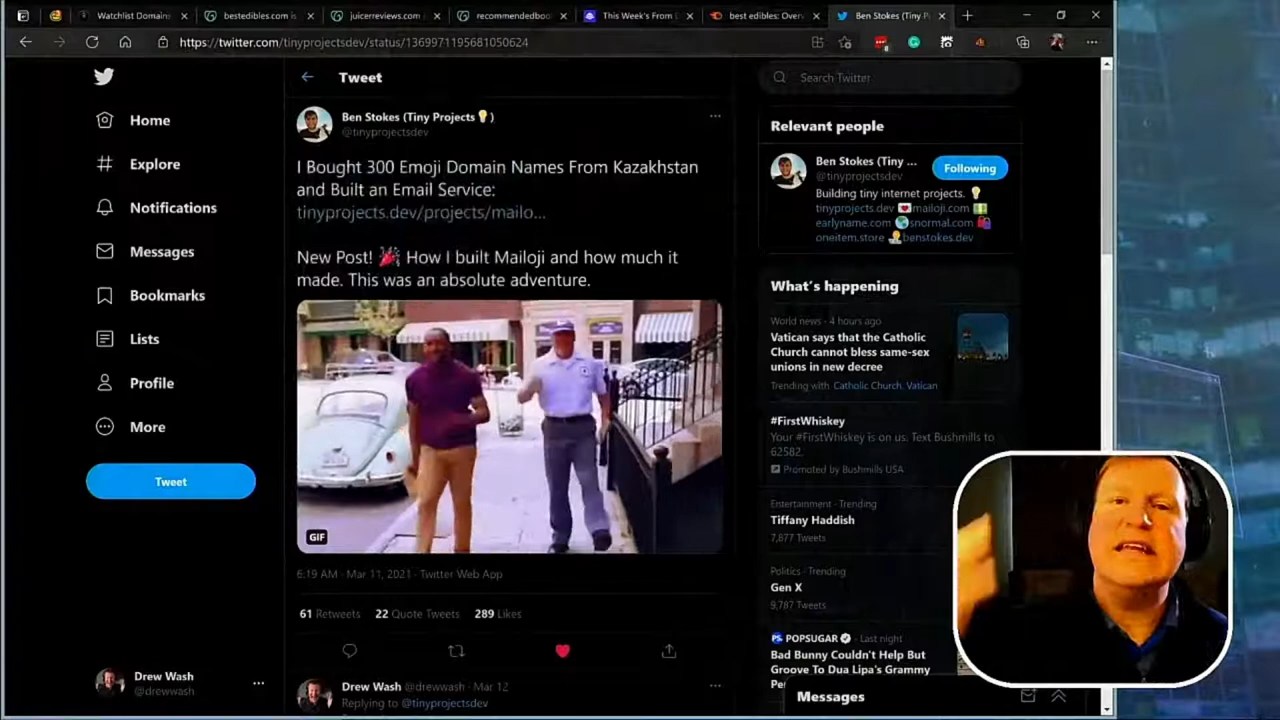 Watchlist Domains
bestedibles.com is
juicerreviews.com
recommendedboo
This Week's From
best edibles: Over
Ben Stokes (Tiny P
https://twitter.com/tinyprojectsdev/status/1369971195681050624
Home
Explore
Notifications
Messages
Bookmarks
Lists
Profile
More
Tweet
Drew Wash
@drewwash
Tweet
Ben Stokes (Tiny Projects💡)
@tinyprojectsdev
I Bought 300 Emoji Domain Names From Kazakhstan
and Built an Email Service:
tinyprojects.dev/projects/mailo...
New Post! 🎉 How I built Mailoji and how much it
made. This was an absolute adventure.
GIF
6:19 AM · Mar 11, 2021 · Twitter Web App
61 Retweets 22 Quote Tweets 289 Likes
Drew Wash @drewwash · Mar 12
Replying to @tinyprojectsdev
Search Twitter
Relevant people
Ben Stokes (Tiny ...
@tinyprojectsdev
Following
Building tiny internet projects. 💡
tinyprojects.dev 💌mailoji.com 💵
earlyname.com 🌎snormal.com 🛍
oneitem.store benstokes.dev
What's happening
World news · 4 hours ago
Vatican says that the Catholic
Church cannot bless same-sex
unions in new decree
Trending with Catholic Church, Vatican
#FirstWhiskey
Your #FirstWhiskey is on us. Text Bushmills to
62582.
Promoted by Bushmills USA
Entertainment · Trending
Tiffany Haddish
7,877 Tweets
Politics · Trending
Gen X
9,787 Tweets
POPSUGAR · Last night
Bad Bunny Couldn't Help But
Groove To Dua Lipa's Grammy
Messages